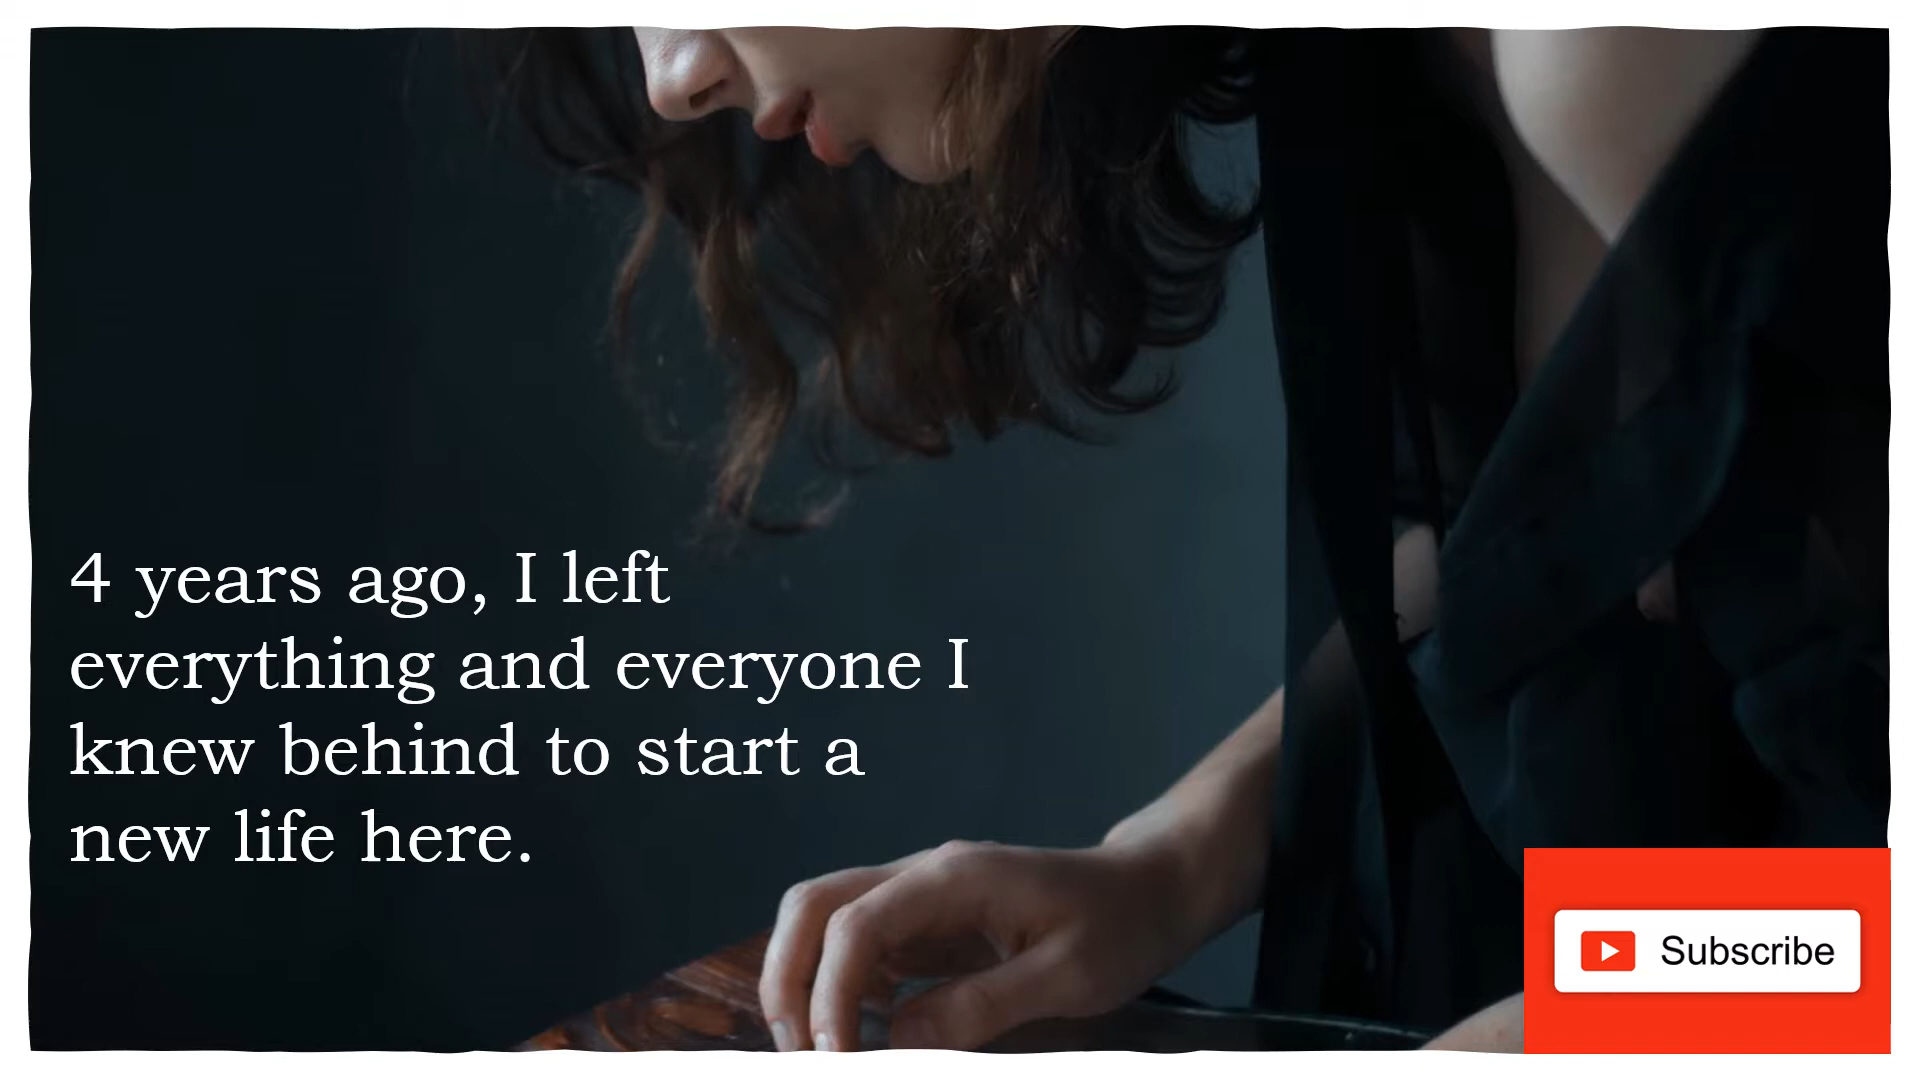 4 years ago, I left
everything and everyone I
knew behind to start a
new life here.
Subscribe